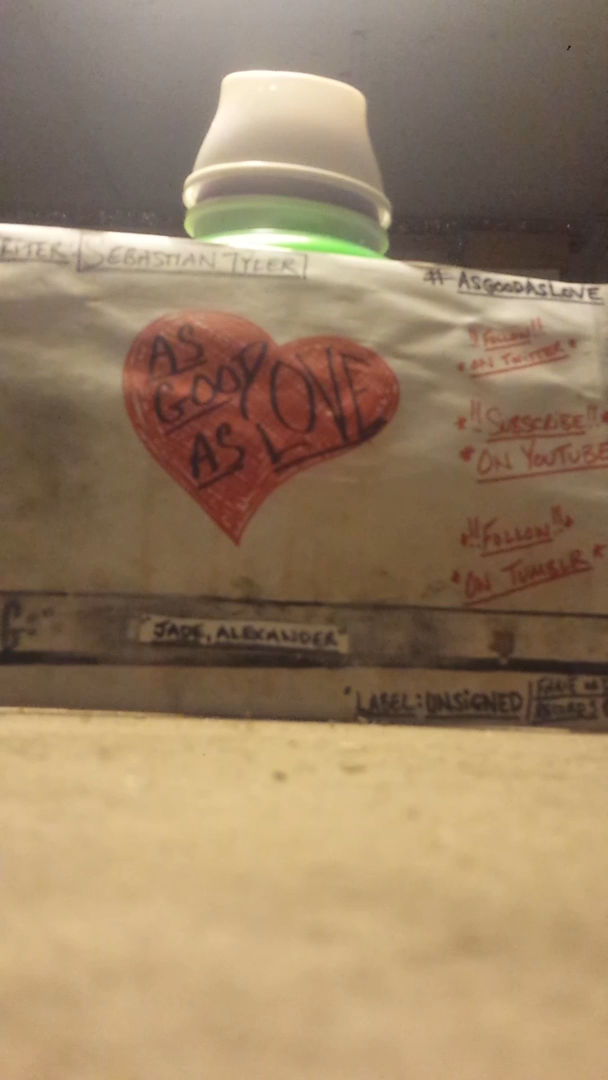 SEBASTIAN TYLER
# ASGOODASLOVE
AS
GOOD
AS LOVE
!!FOLLOW!!
* ON TWITTER *
*!!SUBSCRIBE!!*
* ON YOUTUBE
*!!FOLLOW!!*
* ON TUMBLR *
"JADE, ALEXANDER"
"LABEL: UNSIGNED